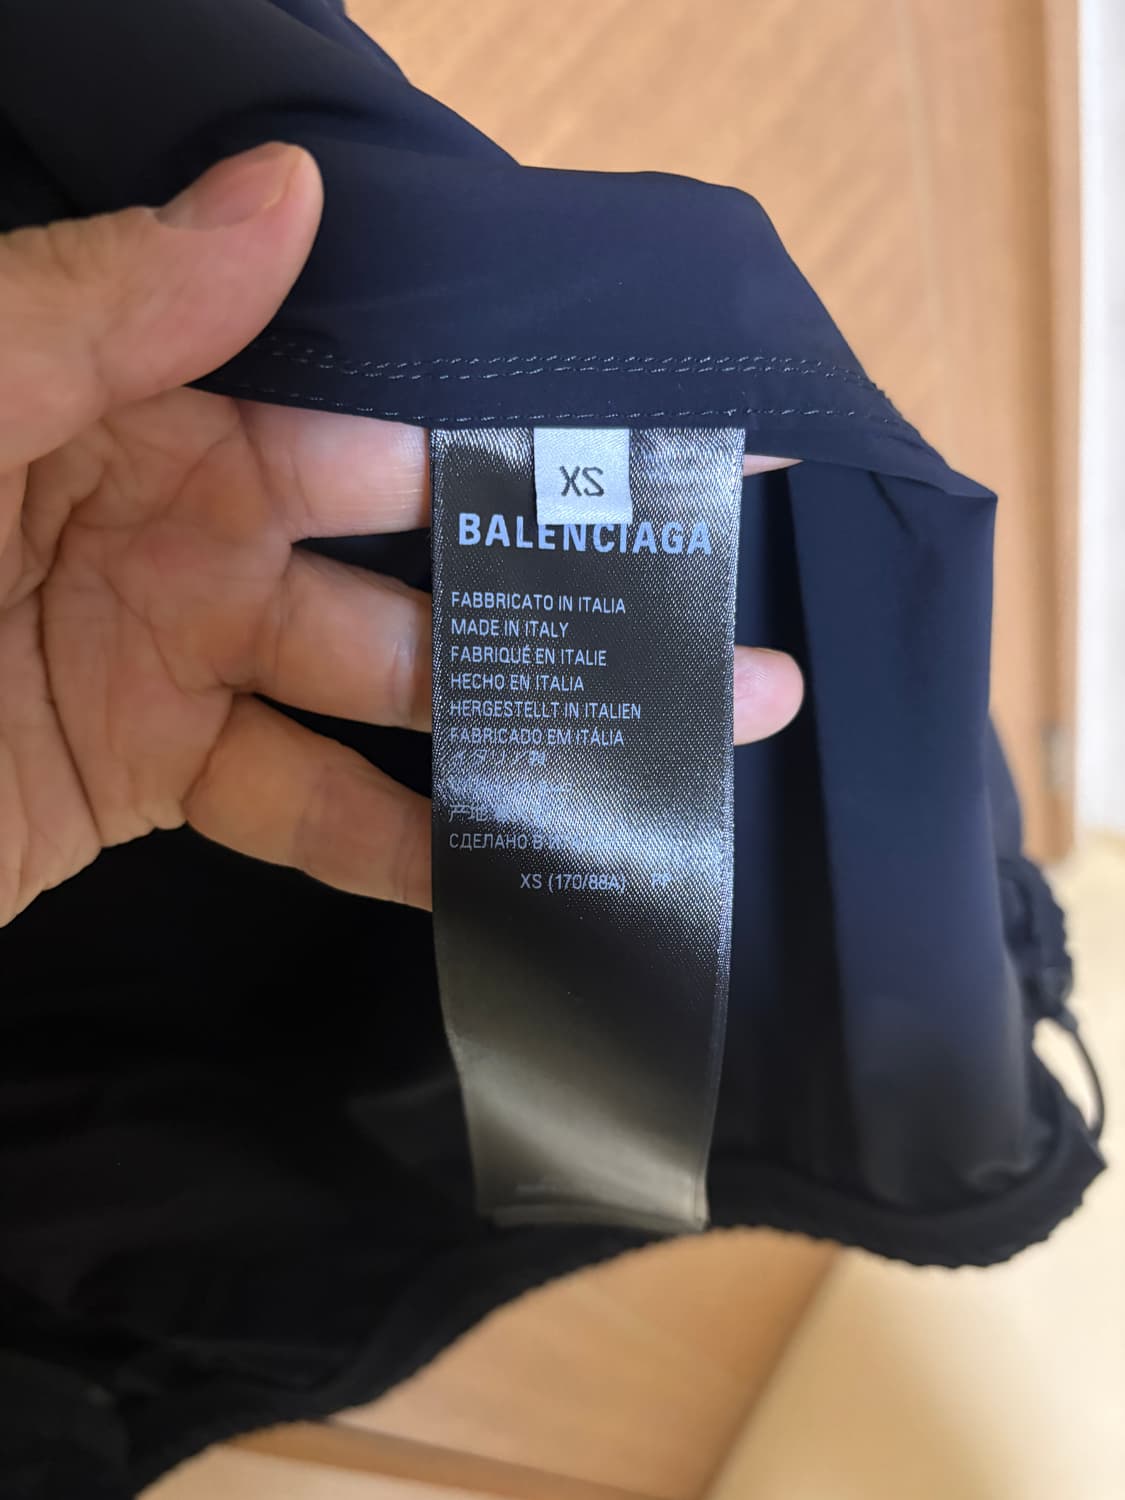 XS
BALENCIAGA
FABBRICATO IN ITALIA
MADE IN ITALY
FABRIQUÉ EN ITALIE
HECHO EN ITALIA
HERGESTELLT IN ITALIEN
FABRICADO EM ITALIA
СДЕЛАНО В
XS (170/88A)